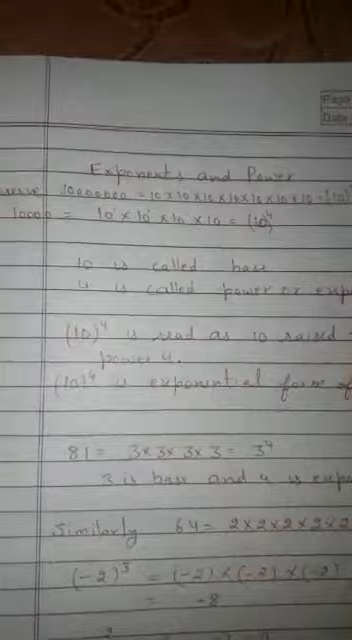 Page
Date
Exponents and Power
10000000 = 10×10×10×10×10×10×10 = (10)
10000 = 10×10×10×10 = (10)⁴
10 is called base
4 is called power or expo
(10)⁴ is read as 10 raised
power 4.
(10)⁴ is exponential form of
81 = 3×3×3×3 = 3⁴
3 is base and 4 is expo
Similarly 64 = 2×2×2×2×2
(-2)³ = (-2)×(-2)×(-2)
= -8